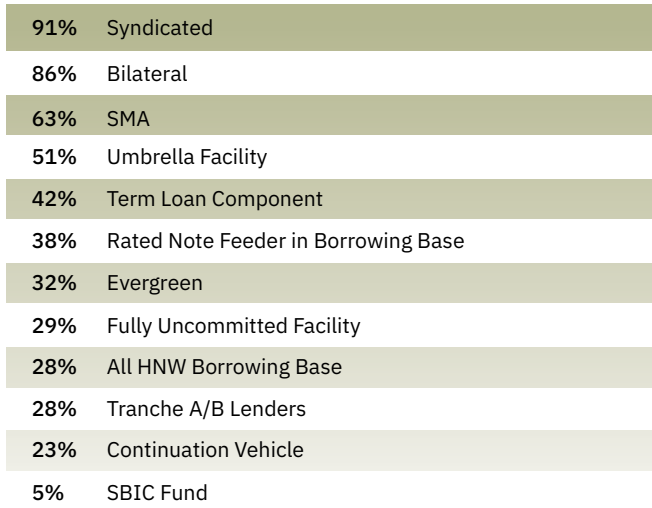 91% Syndicated
86% Bilateral
63% SMA
51% Umbrella Facility
42% Term Loan Component
38% Rated Note Feeder in Borrowing Base
32% Evergreen
29% Fully Uncommitted Facility
28% All HNW Borrowing Base
28% Tranche A/B Lenders
23% Continuation Vehicle
5% SBIC Fund